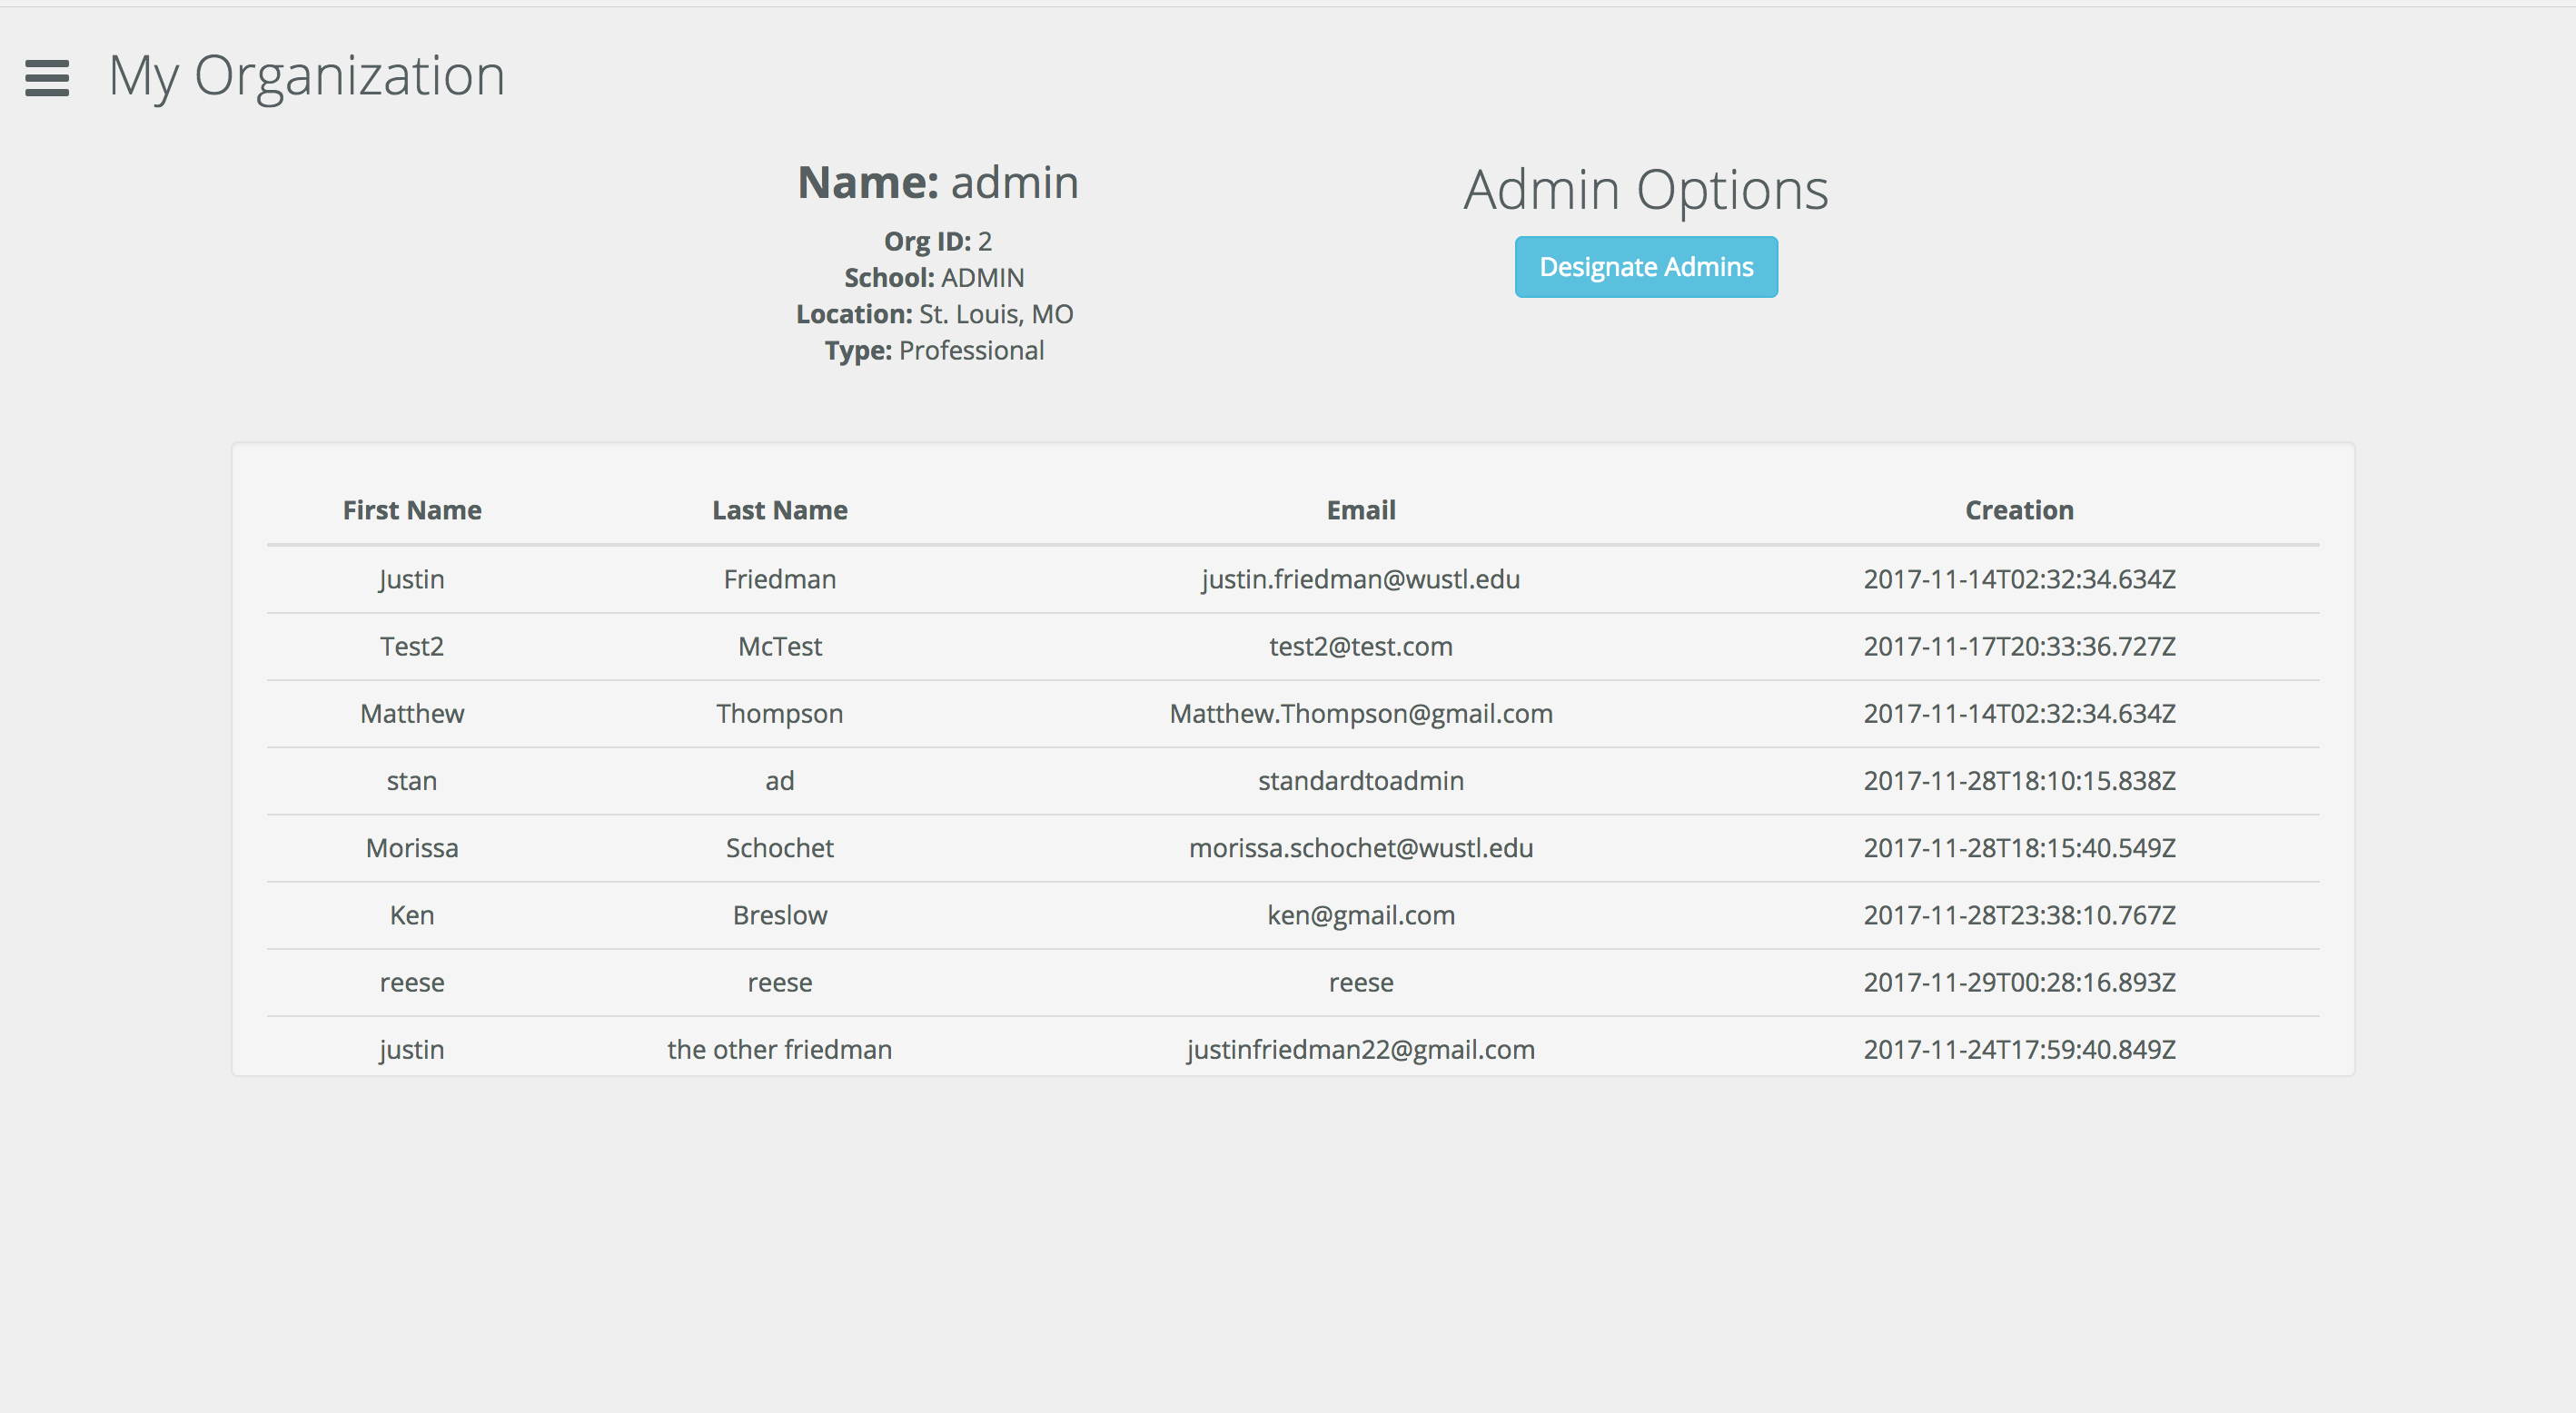 My Organization
Name: admin
Org ID: 2
School: ADMIN
Location: St. Louis, MO
Type: Professional
Admin Options
Designate Admins
First Name Last Name Email Creation
Justin Friedman justin.friedman@wustl.edu 2017-11-14T02:32:34.634Z
Test2 McTest test2@test.com 2017-11-17T20:33:36.727Z
Matthew Thompson Matthew.Thompson@gmail.com 2017-11-14T02:32:34.634Z
stan ad standardtoadmin 2017-11-28T18:10:15.838Z
Morissa Schochet morissa.schochet@wustl.edu 2017-11-28T18:15:40.549Z
Ken Breslow ken@gmail.com 2017-11-28T23:38:10.767Z
reese reese reese 2017-11-29T00:28:16.893Z
justin the other friedman justinfriedman22@gmail.com 2017-11-24T17:59:40.849Z